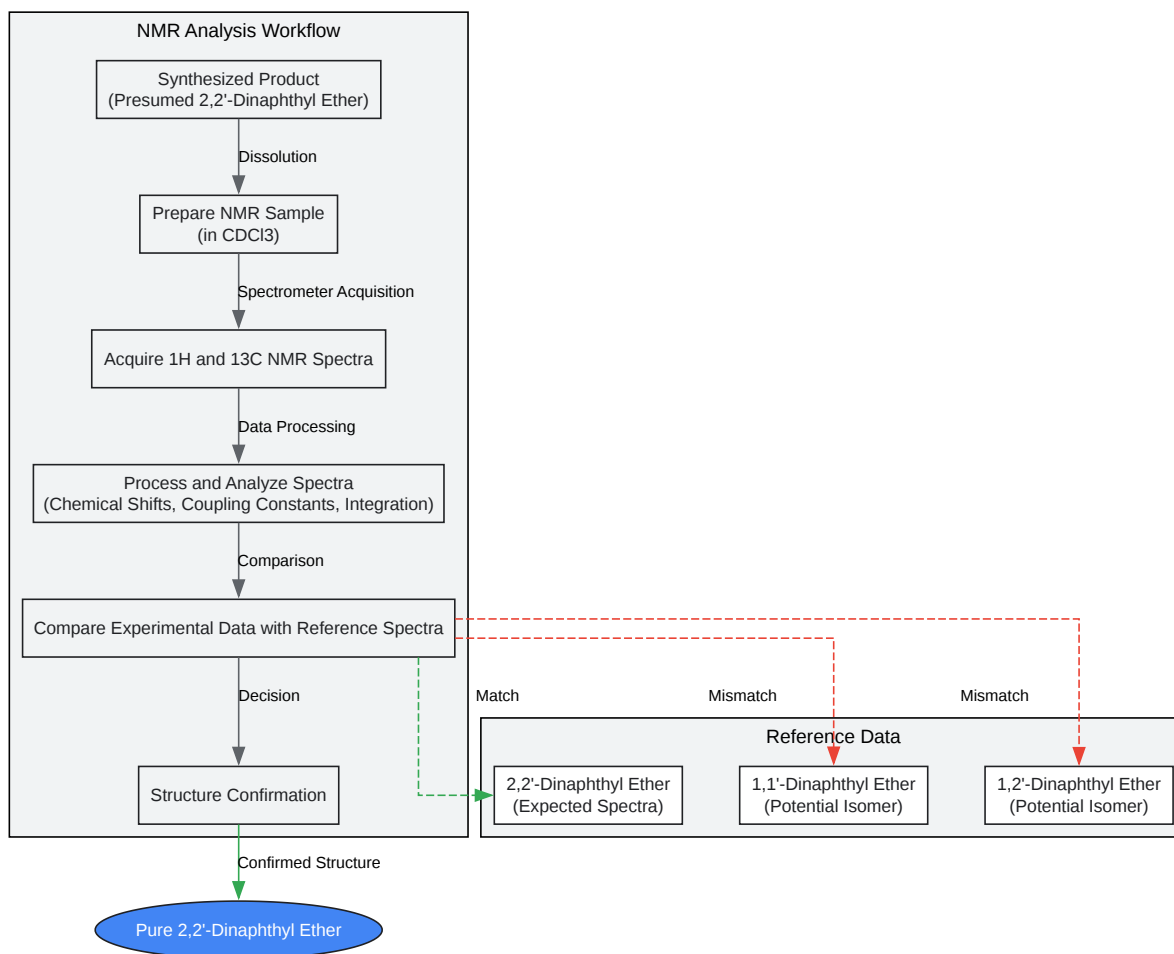 NMR Analysis Workflow
Synthesized Product
(Presumed 2,2'-Dinaphthyl Ether)
Dissolution
Prepare NMR Sample
(in CDCl3)
Spectrometer Acquisition
Acquire 1H and 13C NMR Spectra
Data Processing
Process and Analyze Spectra
(Chemical Shifts, Coupling Constants, Integration)
Comparison
Compare Experimental Data with Reference Spectra
Decision
Match
Mismatch
Mismatch
Reference Data
Structure Confirmation
2,2'-Dinaphthyl Ether
(Expected Spectra)
1,1'-Dinaphthyl Ether
(Potential Isomer)
1,2'-Dinaphthyl Ether
(Potential Isomer)
Confirmed Structure
Pure 2,2'-Dinaphthyl Ether